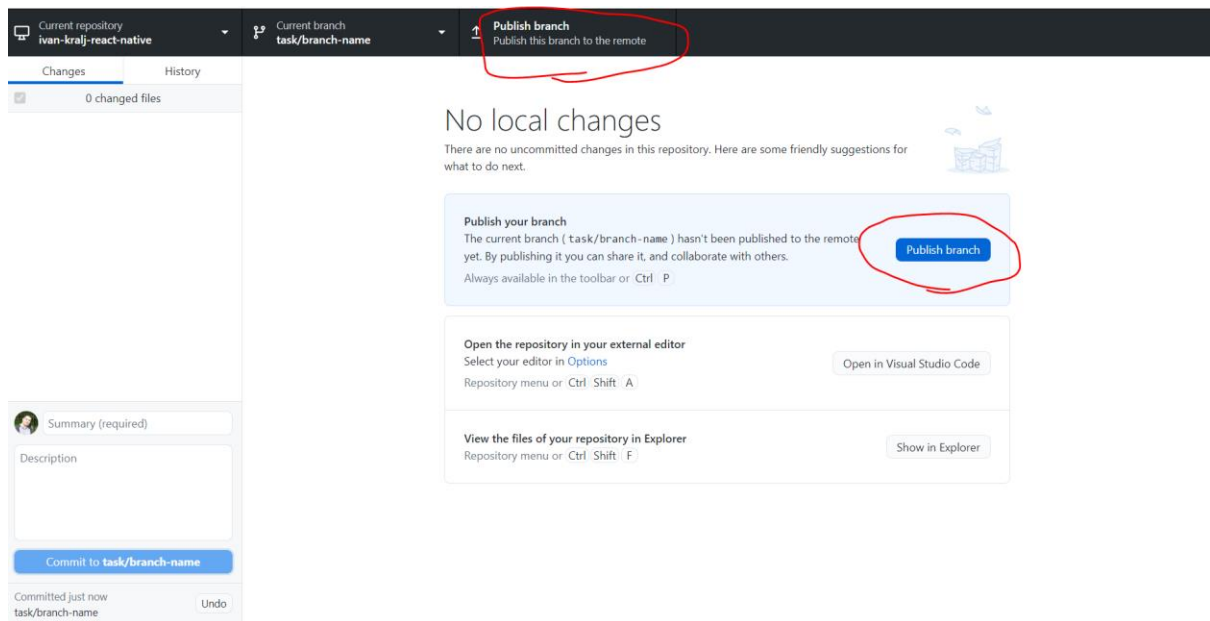 Current repository
ivan-kralj-react-native
Current branch
task/branch-name
Publish branch
Publish this branch to the remote
Changes
History
0 changed files
No local changes
There are no uncommitted changes in this repository. Here are some friendly suggestions for
what to do next.
Publish your branch
The current branch ( task/branch-name ) hasn't been published to the remote
yet. By publishing it you can share it, and collaborate with others.
Always available in the toolbar or Ctrl P
Publish branch
Open the repository in your external editor
Select your editor in Options
Repository menu or Ctrl Shift A
Open in Visual Studio Code
View the files of your repository in Explorer
Repository menu or Ctrl Shift F
Show in Explorer
Summary (required)
Description
Commit to task/branch-name
Committed just now
task/branch-name
Undo